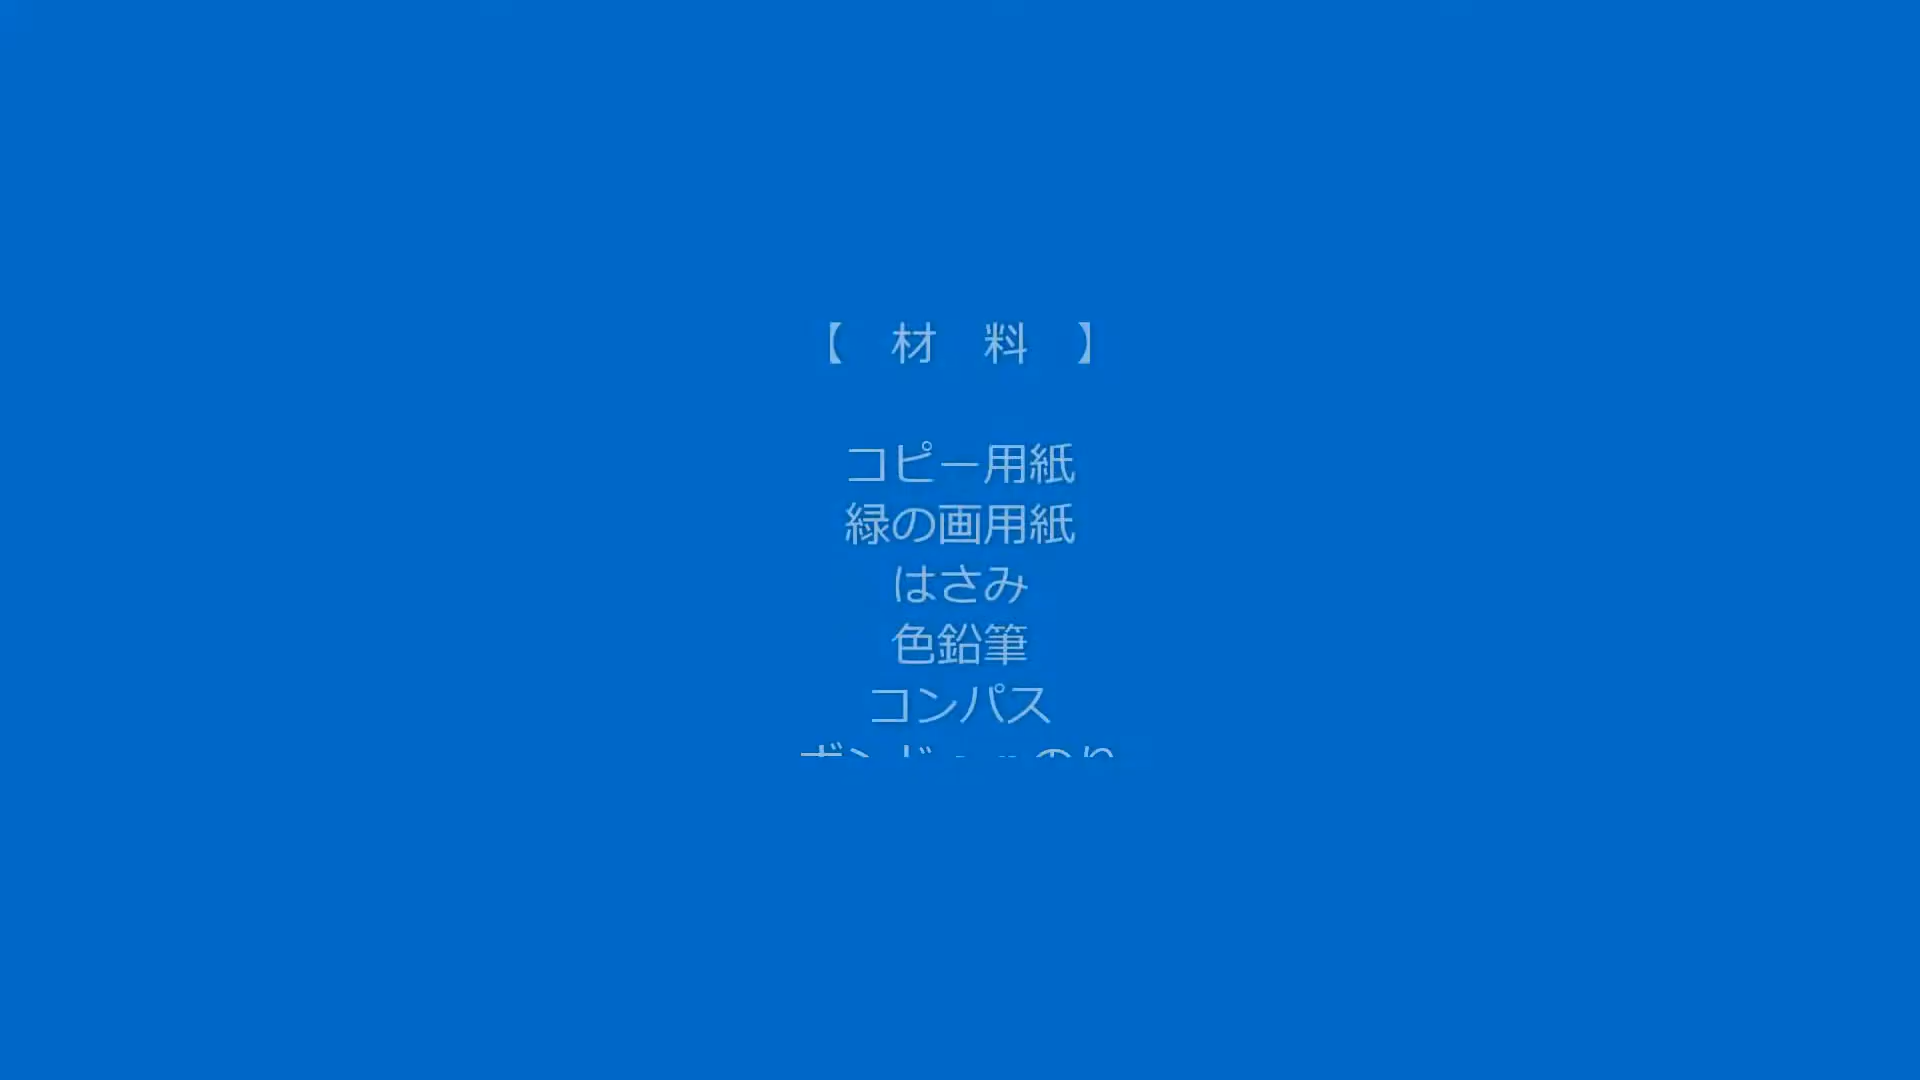 【　材　料　】
コピー用紙
緑の画用紙
はさみ
色鉛筆
コンパス